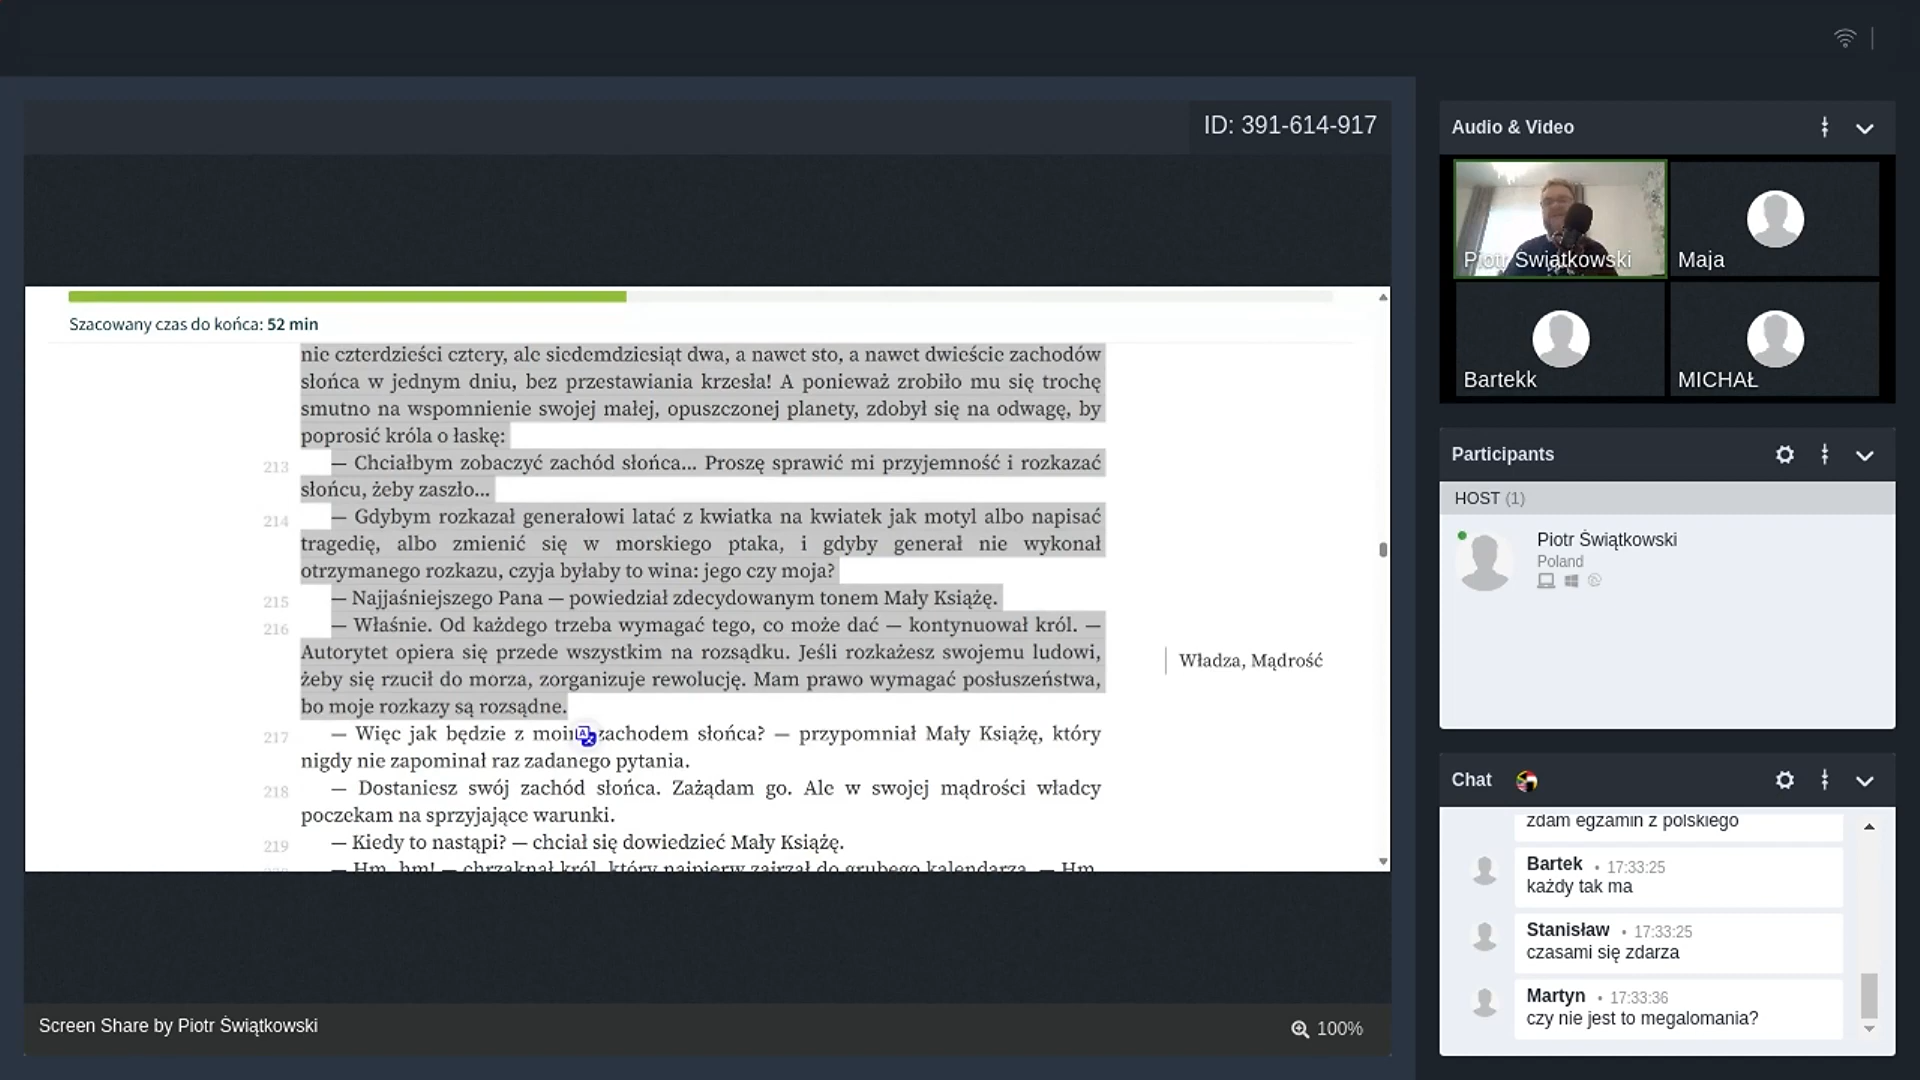 ID: 391-614-917
Szacowany czas do końca: 52 min
nie czterdzieści cztery, ale siedemdziesiąt dwa, a nawet sto, a nawet dwieście zachodów
słońca w jednym dniu, bez przestawiania krzesła! A ponieważ zrobiło mu się trochę
smutno na wspomnienie swojej małej, opuszczonej planety, zdobył się na odwagę, by
poprosić króla o łaskę:
213 — Chciałbym zobaczyć zachód słońca... Proszę sprawić mi przyjemność i rozkazać
słońcu, żeby zaszło...
214 — Gdybym rozkazał generałowi latać z kwiatka na kwiatek jak motyl albo napisać
tragedię, albo zmienić się w morskiego ptaka, i gdyby generał nie wykonał
otrzymanego rozkazu, czyja byłaby to wina: jego czy moja?
215 — Najjaśniejszego Pana — powiedział zdecydowanym tonem Mały Książę.
216 — Właśnie. Od każdego trzeba wymagać tego, co może dać — kontynuował król. —
Autorytet opiera się przede wszystkim na rozsądku. Jeśli rozkażesz swojemu ludowi,
żeby się rzucił do morza, zorganizuje rewolucję. Mam prawo wymagać posłuszeństwa,
bo moje rozkazy są rozsądne.
Władza, Mądrość
217 — Więc jak będzie z moim zachodem słońca? — przypomniał Mały Książę, który
nigdy nie zapominał raz zadanego pytania.
218 — Dostaniesz swój zachód słońca. Zażądam go. Ale w swojej mądrości władcy
poczekam na sprzyjające warunki.
219 — Kiedy to nastąpi? — chciał się dowiedzieć Mały Książę.
— Hm, hm! — chrząknął król, który najpierw zajrzał do grubego kalendarza. — Hm,
Screen Share by Piotr Świątkowski
100%
Audio & Video
Piotr Świątkowski
Maja
Bartekk
MICHAŁ
Participants
HOST (1)
Piotr Świątkowski
Poland
Chat
zdam egzamin z polskiego
Bartek • 17:33:25
każdy tak ma
Stanisław • 17:33:25
czasami się zdarza
Martyn • 17:33:36
czy nie jest to megalomania?